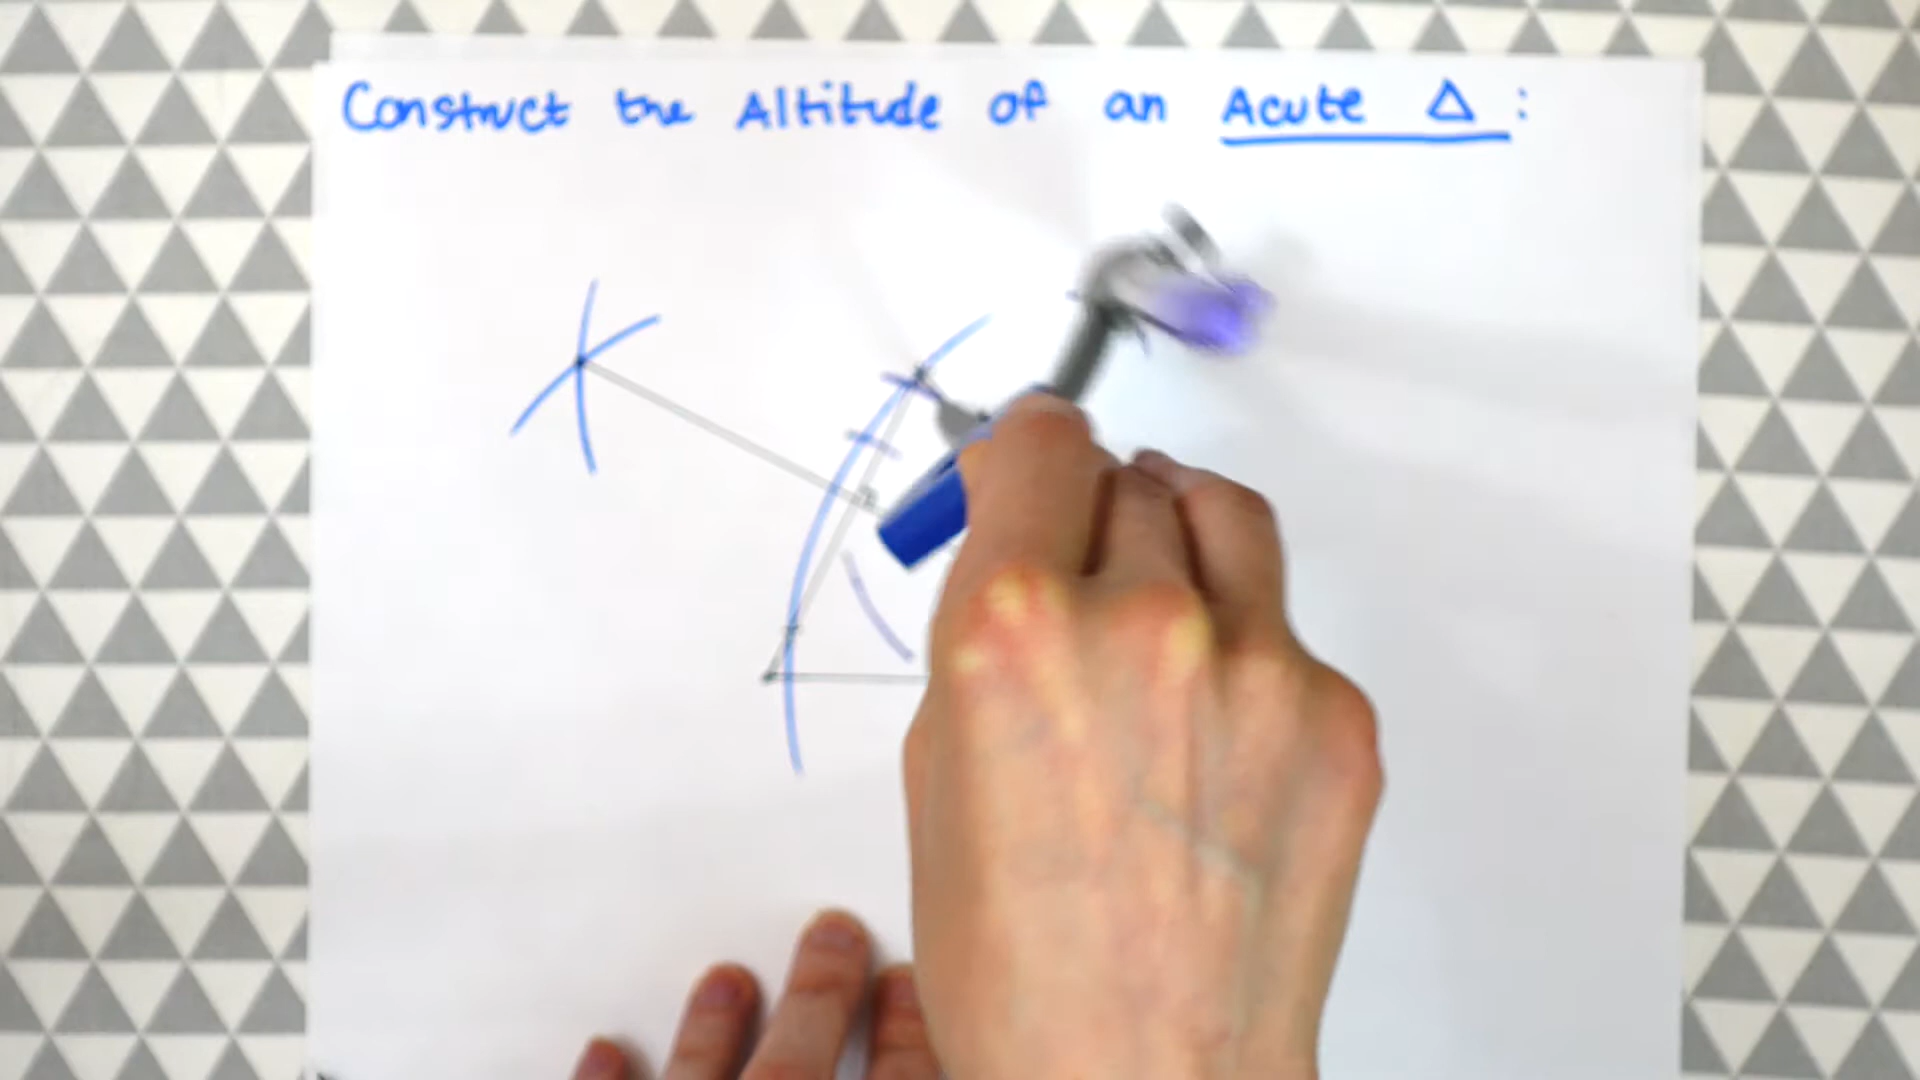 Construct the Altitude of an Acute Δ :